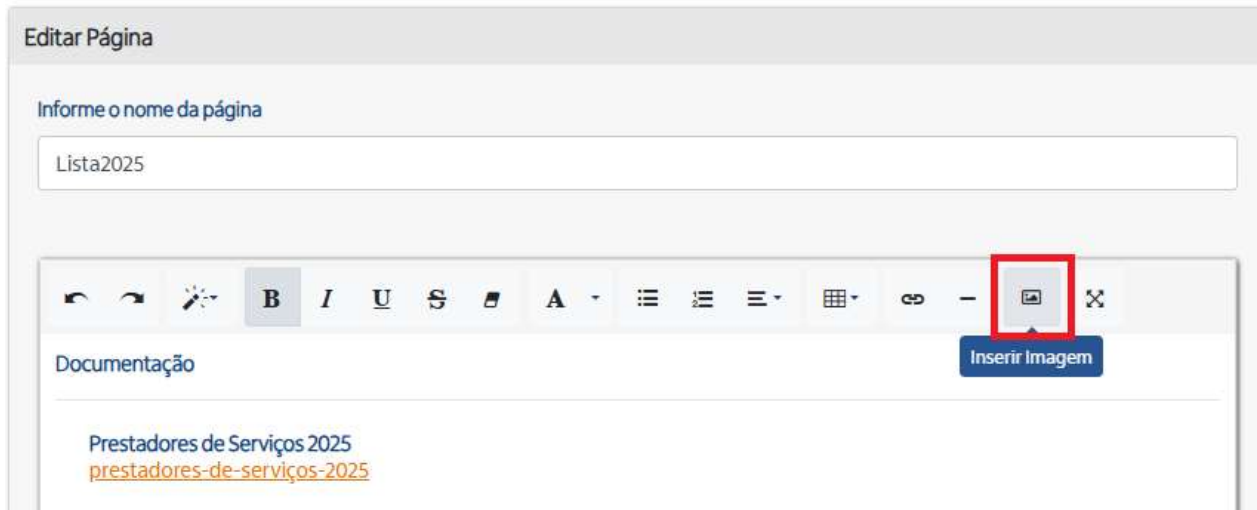 Editar Página
Informe o nome da página
Lista2025
B I U S A
Inserir Imagem
Documentação
Prestadores de Serviços 2025
prestadores-de-serviços-2025